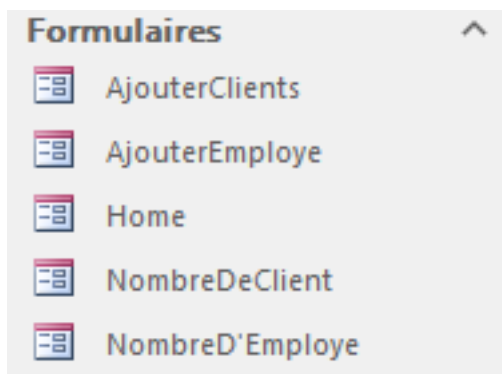 Formulaires
AjouterClients
AjouterEmploye
Home
NombreDeClient
NombreD'Employe